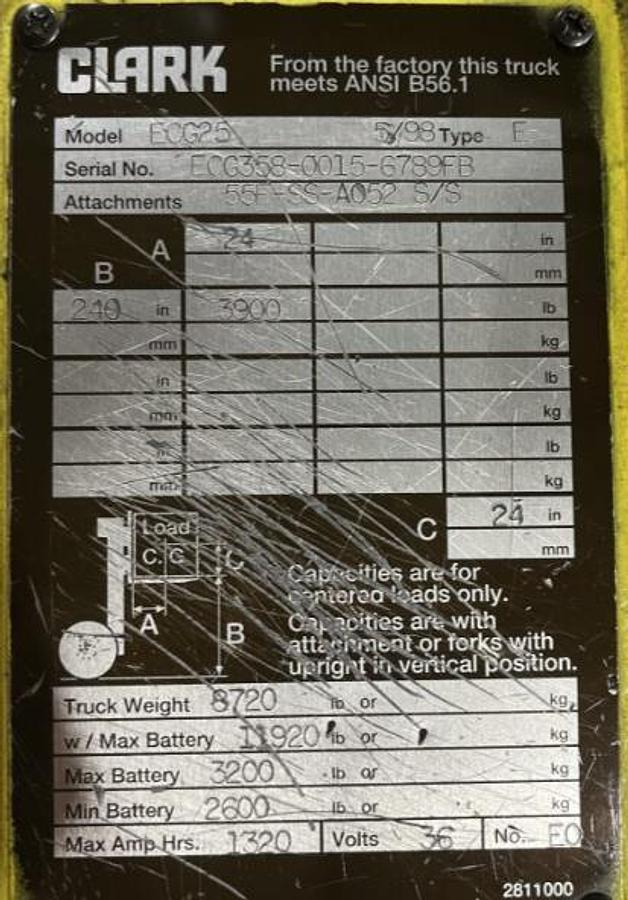 CLARK
From the factory this truck
meets ANSI B56.1
Model ECG25 5/98 Type E
Serial No. ECG358-0015-6789FB
Attachments 55F-SS-A052 S/S
A 24 in
B mm
240 in 3900 lb
mm kg
in lb
mm kg
in lb
mm kg
C 24 in
mm
Load
C. C C
A B
Capacities are for
centered loads only.
Capacities are with
attachment or forks with
upright in vertical position.
Truck Weight 8720 lb or kg
w / Max Battery 11920 lb or kg
Max Battery 3200 lb or kg
Min Battery 2600 lb or kg
Max Amp Hrs. 1320 Volts 36 No. EO
2811000